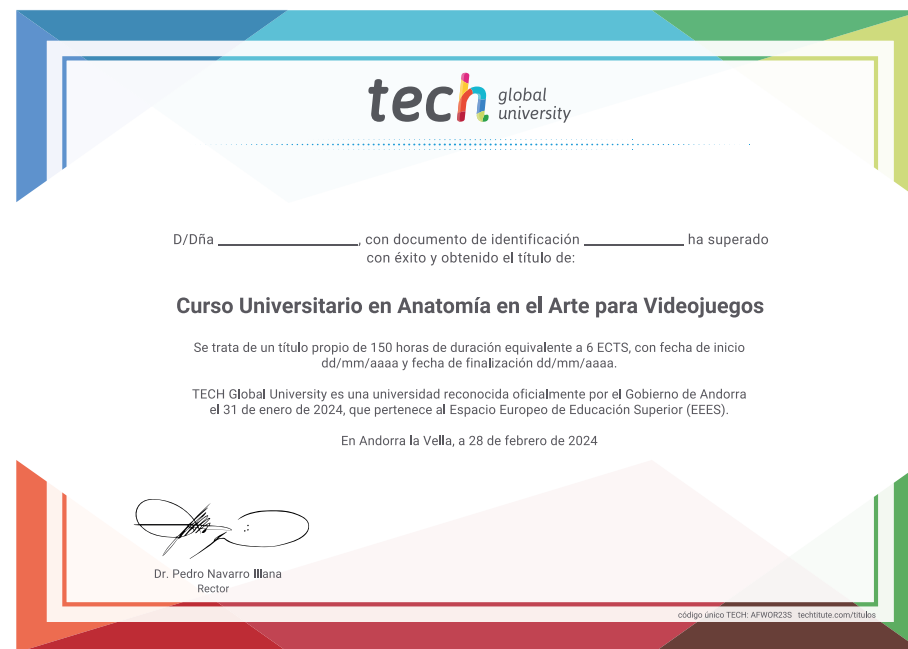 tech global university
D/Dña ______________, con documento de identificación __________ ha superado
con éxito y obtenido el título de:
Curso Universitario en Anatomía en el Arte para Videojuegos
Se trata de un título propio de 150 horas de duración equivalente a 6 ECTS, con fecha de inicio
dd/mm/aaaa y fecha de finalización dd/mm/aaaa.
TECH Global University es una universidad reconocida oficialmente por el Gobierno de Andorra
el 31 de enero de 2024, que pertenece al Espacio Europeo de Educación Superior (EEES).
En Andorra la Vella, a 28 de febrero de 2024
Dr. Pedro Navarro Illana
Rector
código único TECH: AFWOR23S techtitute.com/titulos